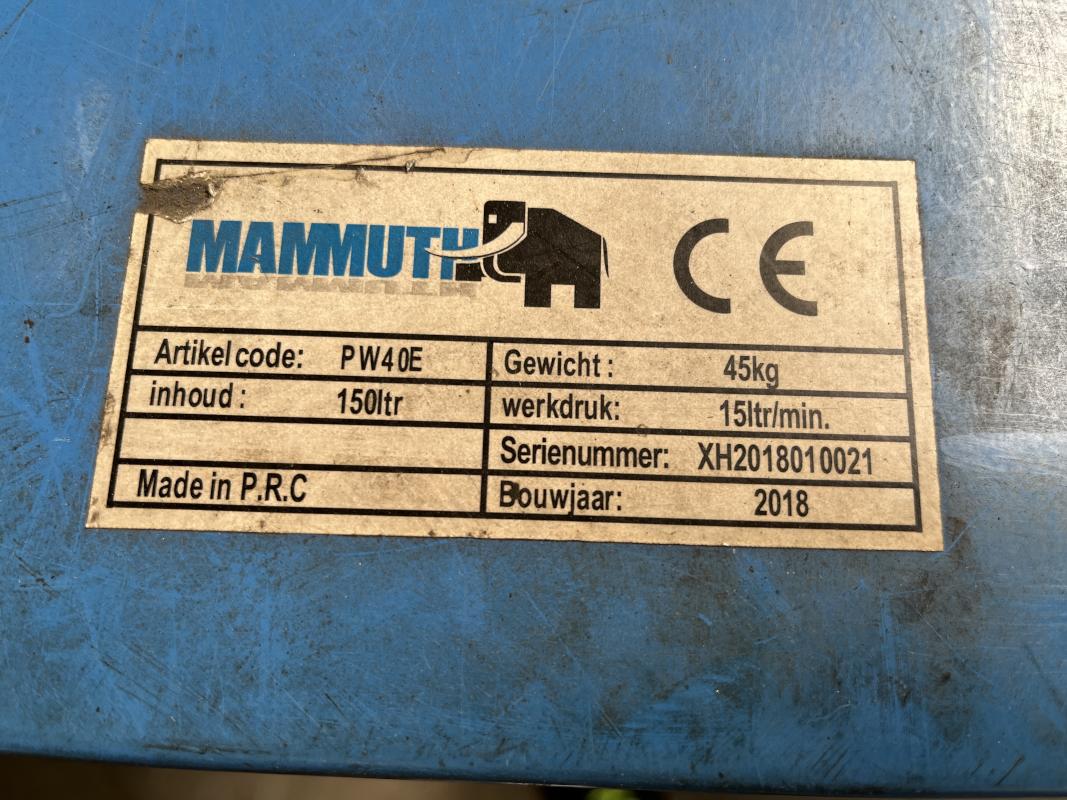 MAMMUTH CE
Artikel code: PW40E
inhoud : 150ltr
Made in P.R.C
Gewicht : 45kg
werkdruk: 15ltr/min.
Serienummer: XH2018010021
Bouwjaar: 2018